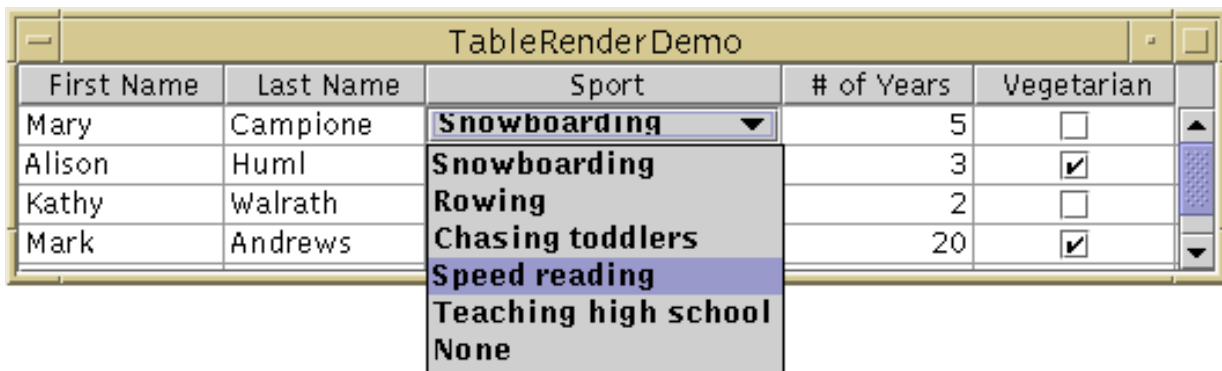 TableRenderDemo
First Name Last Name Sport # of Years Vegetarian
Mary Campione Snowboarding 5
Alison Huml Snowboarding 3
Kathy Walrath Rowing 2
Mark Andrews Chasing toddlers 20
Speed reading
Teaching high school
None